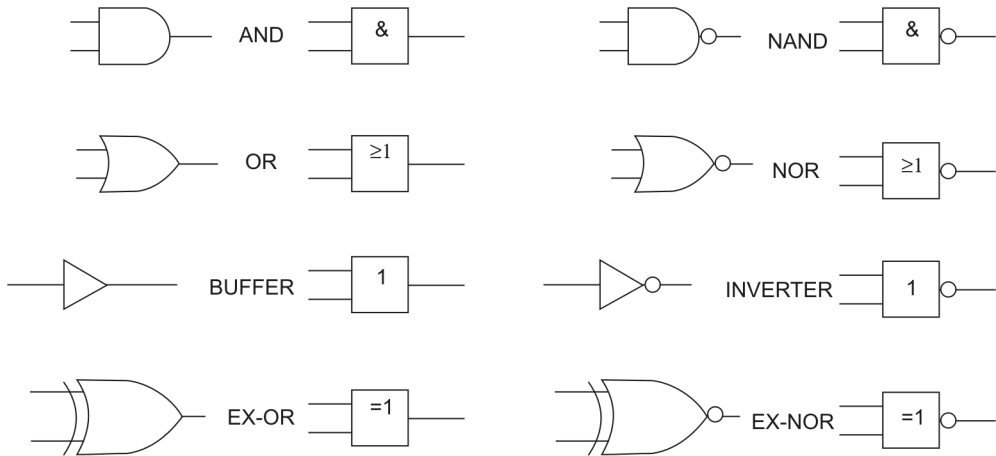 AND & NAND &
OR ≥1 NOR ≥1
BUFFER 1 INVERTER 1
EX-OR =1 EX-NOR =1